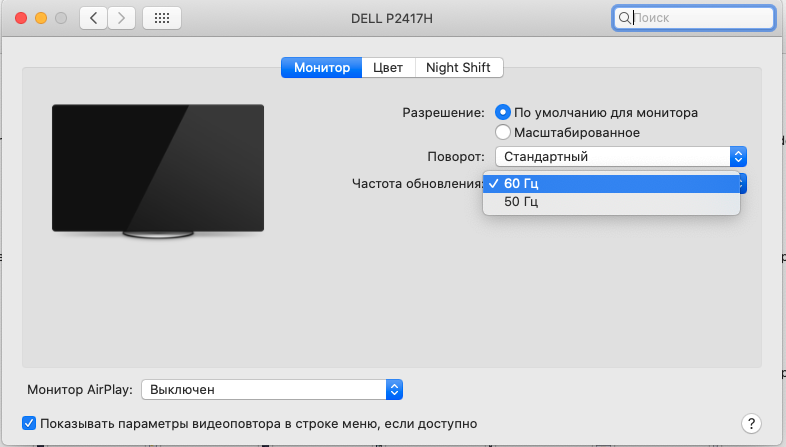 DELL P2417H
Поиск
Монитор Цвет Night Shift
Разрешение: По умолчанию для монитора
Масштабированное
Поворот: Стандартный
Частота обновления: 60 Гц
50 Гц
Монитор AirPlay: Выключен
Показывать параметры видеоповтора в строке меню, если доступно
?